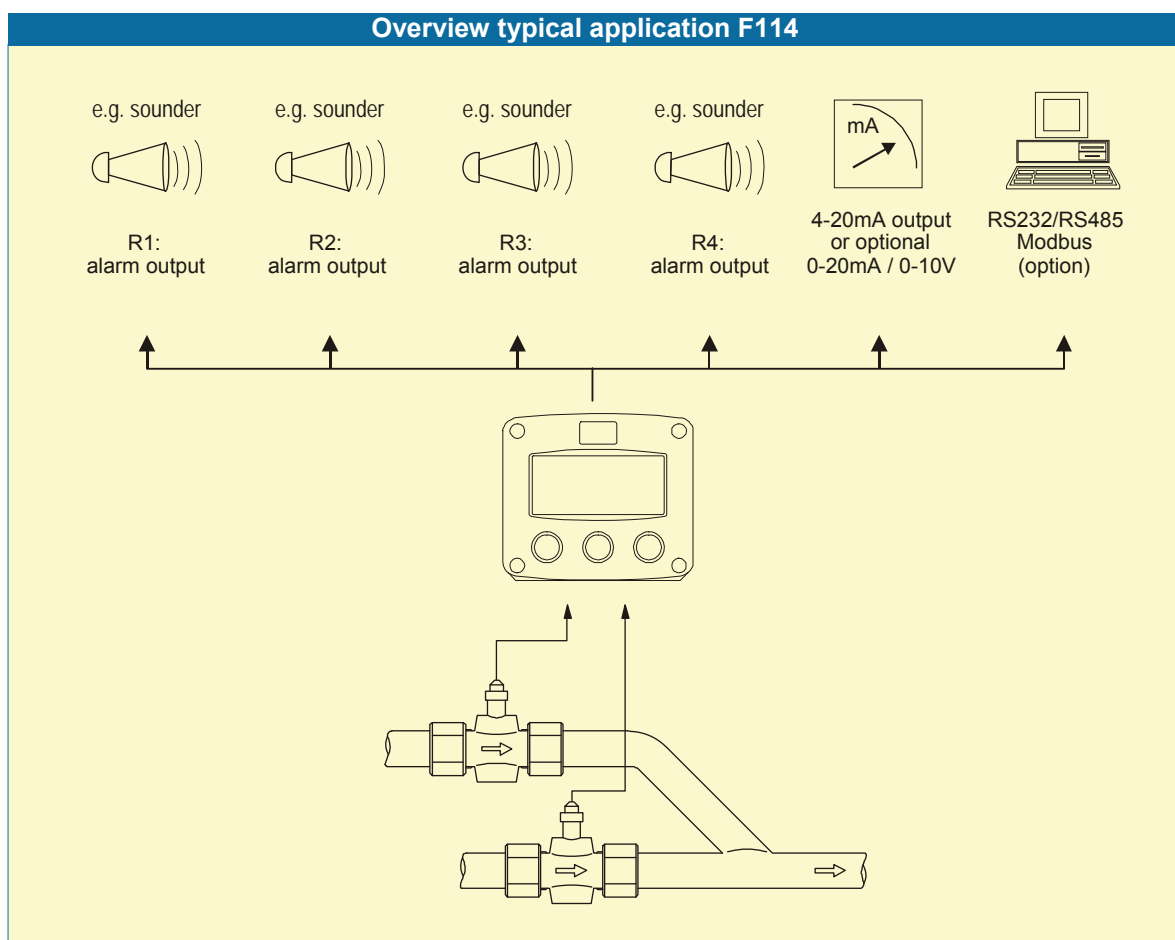 Overview typical application F114
e.g. sounder
e.g. sounder
e.g. sounder
e.g. sounder
mA
R1:
alarm output
R2:
alarm output
R3:
alarm output
R4:
alarm output
4-20mA output
or optional
0-20mA / 0-10V
RS232/RS485
Modbus
(option)